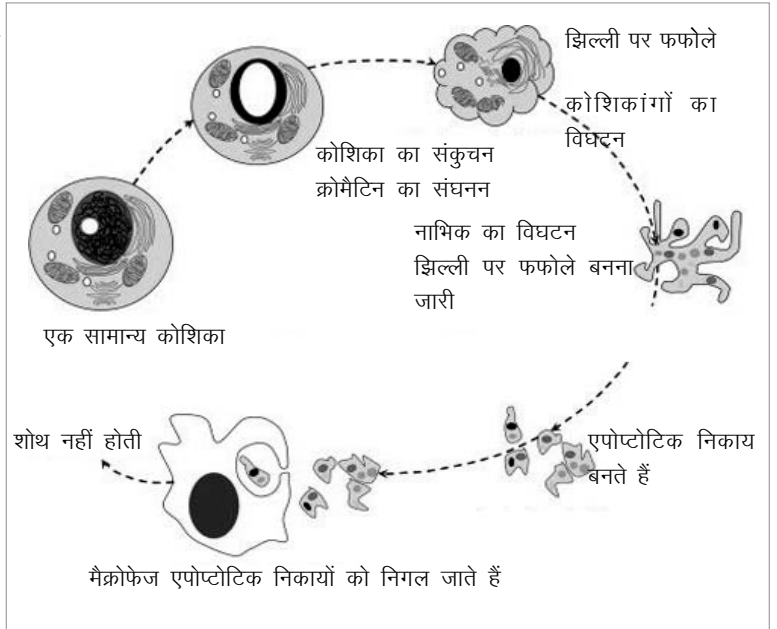 झिल्ली पर फफोले
कोशिकांगों का
विघटन
कोशिका का संकुचन
क्रोमैटिन का संघनन
नाभिक का विघटन
झिल्ली पर फफोले बनना
जारी
एक सामान्य कोशिका
शोथ नहीं होती
एपोप्टोटिक निकाय
बनते हैं
मैक्रोफेज एपोप्टोटिक निकायों को निगल जाते हैं